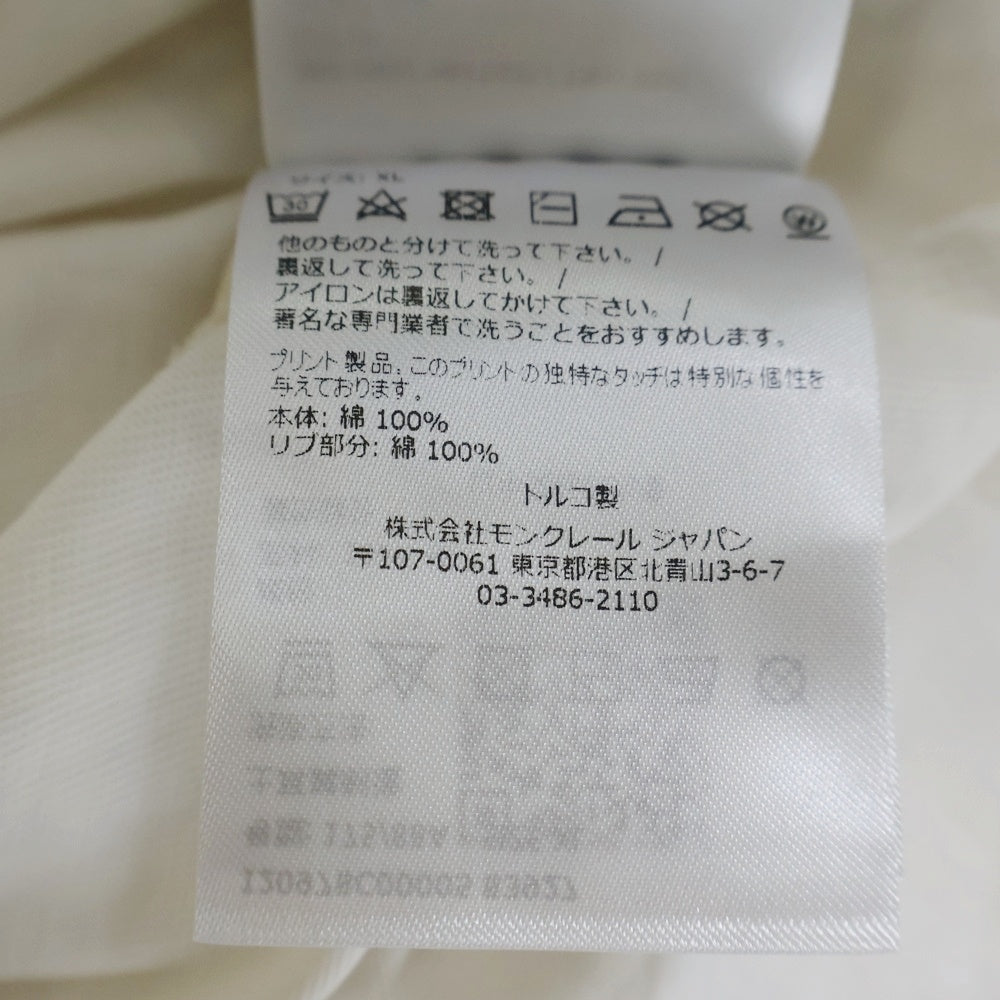 他のものと分けて洗って下さい。 /
裏返して洗って下さい。 /
アイロンは裏返してかけて下さい。 /
著名な専門業者で洗うことをおすすめします。
プリント製品。このプリントの独特なタッチは特別な個性を
与えております。
本体: 綿 100%
リブ部分: 綿 100%
トルコ製
株式会社モンクレール ジャパン
〒107-0061 東京都港区北青山3-6-7
03-3486-2110